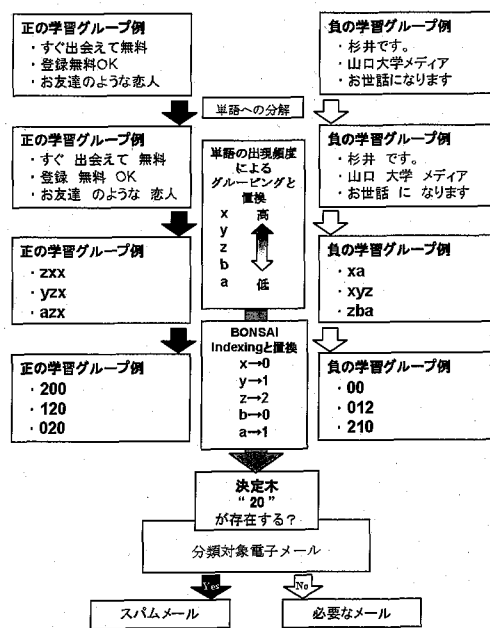 正の学習グループ例
・すぐ出会えて無料
・登録無料OK
・お友達のような恋人
負の学習グループ例
・杉井です。
・山口大学メディア
・お世話になります
単語への分解
正の学習グループ例
・すぐ 出会えて 無料
・登録 無料 OK
・お友達 のような 恋人
単語の出現頻度
による
グルーピングと
置換
x 高
y
z
b
a 低
負の学習グループ例
・杉井 です。
・山口 大学 メディア
・お世話 に なります
正の学習グループ例
・zxx
・yzx
・azx
負の学習グループ例
・xa
・xyz
・zba
BONSAI
Indexingと置換
x→0
y→1
z→2
b→0
a→1
正の学習グループ例
・200
・120
・020
負の学習グループ例
・00
・012
・210
決定木
“20”
が存在する?
分類対象電子メール
Yes
No
スパムメール
必要なメール